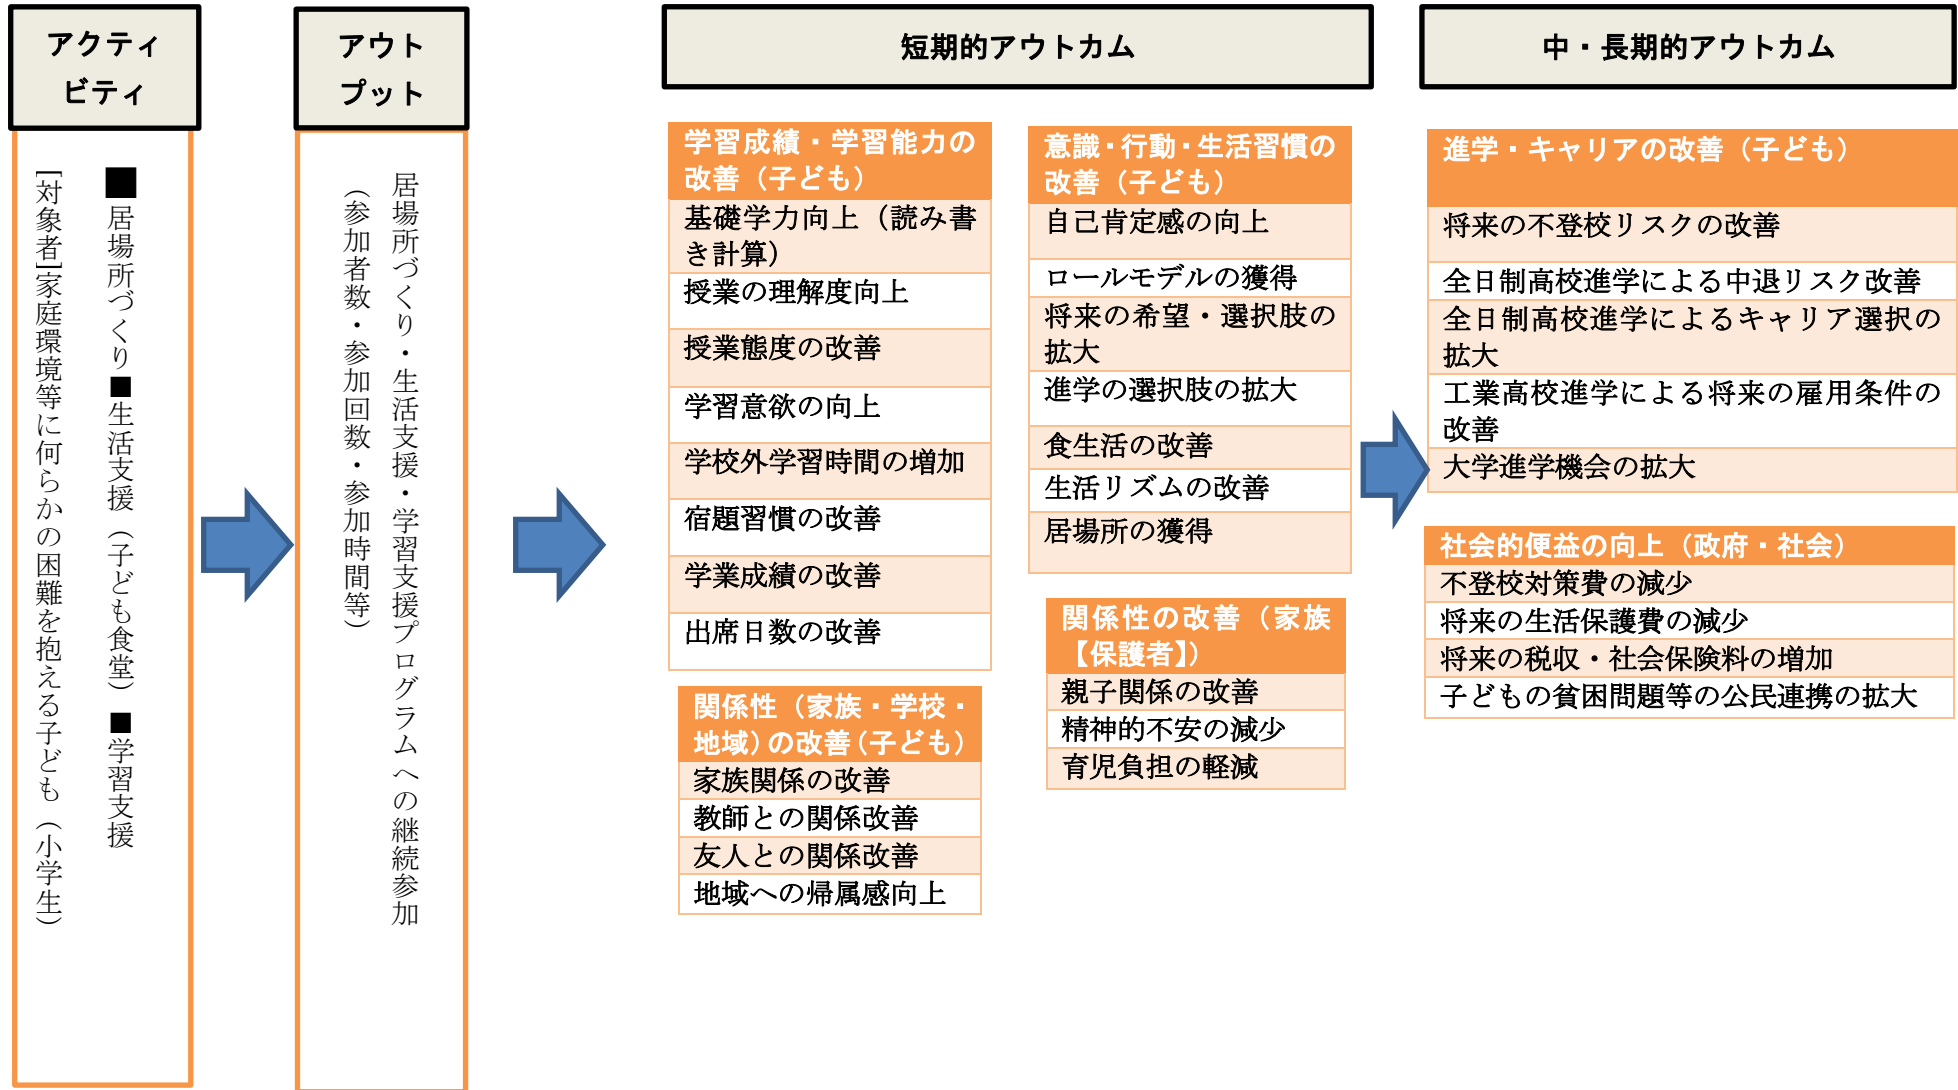 アクティ
ビティ
■居場所づくり■生活支援（子ども食堂）■学習支援
[対象者]家庭環境等に何らかの困難を抱える子ども（小学生）
アウト
プット
居場所づくり・生活支援・学習支援プログラムへの継続参加
（参加者数・参加回数・参加時間等）
短期的アウトカム
学習成績・学習能力の
改善（子ども）
基礎学力向上（読み書
き計算）
授業の理解度向上
授業態度の改善
学習意欲の向上
学校外学習時間の増加
宿題習慣の改善
学業成績の改善
出席日数の改善
関係性（家族・学校・
地域）の改善（子ども）
家族関係の改善
教師との関係改善
友人との関係改善
地域への帰属感向上
意識・行動・生活習慣の
改善（子ども）
自己肯定感の向上
ロールモデルの獲得
将来の希望・選択肢の
拡大
進学の選択肢の拡大
食生活の改善
生活リズムの改善
居場所の獲得
関係性の改善（家族
【保護者】）
親子関係の改善
精神的不安の減少
育児負担の軽減
中・長期的アウトカム
進学・キャリアの改善（子ども）
将来の不登校リスクの改善
全日制高校進学による中退リスク改善
全日制高校進学によるキャリア選択の
拡大
工業高校進学による将来の雇用条件の
改善
大学進学機会の拡大
社会的便益の向上（政府・社会）
不登校対策費の減少
将来の生活保護費の減少
将来の税収・社会保険料の増加
子どもの貧困問題等の公民連携の拡大